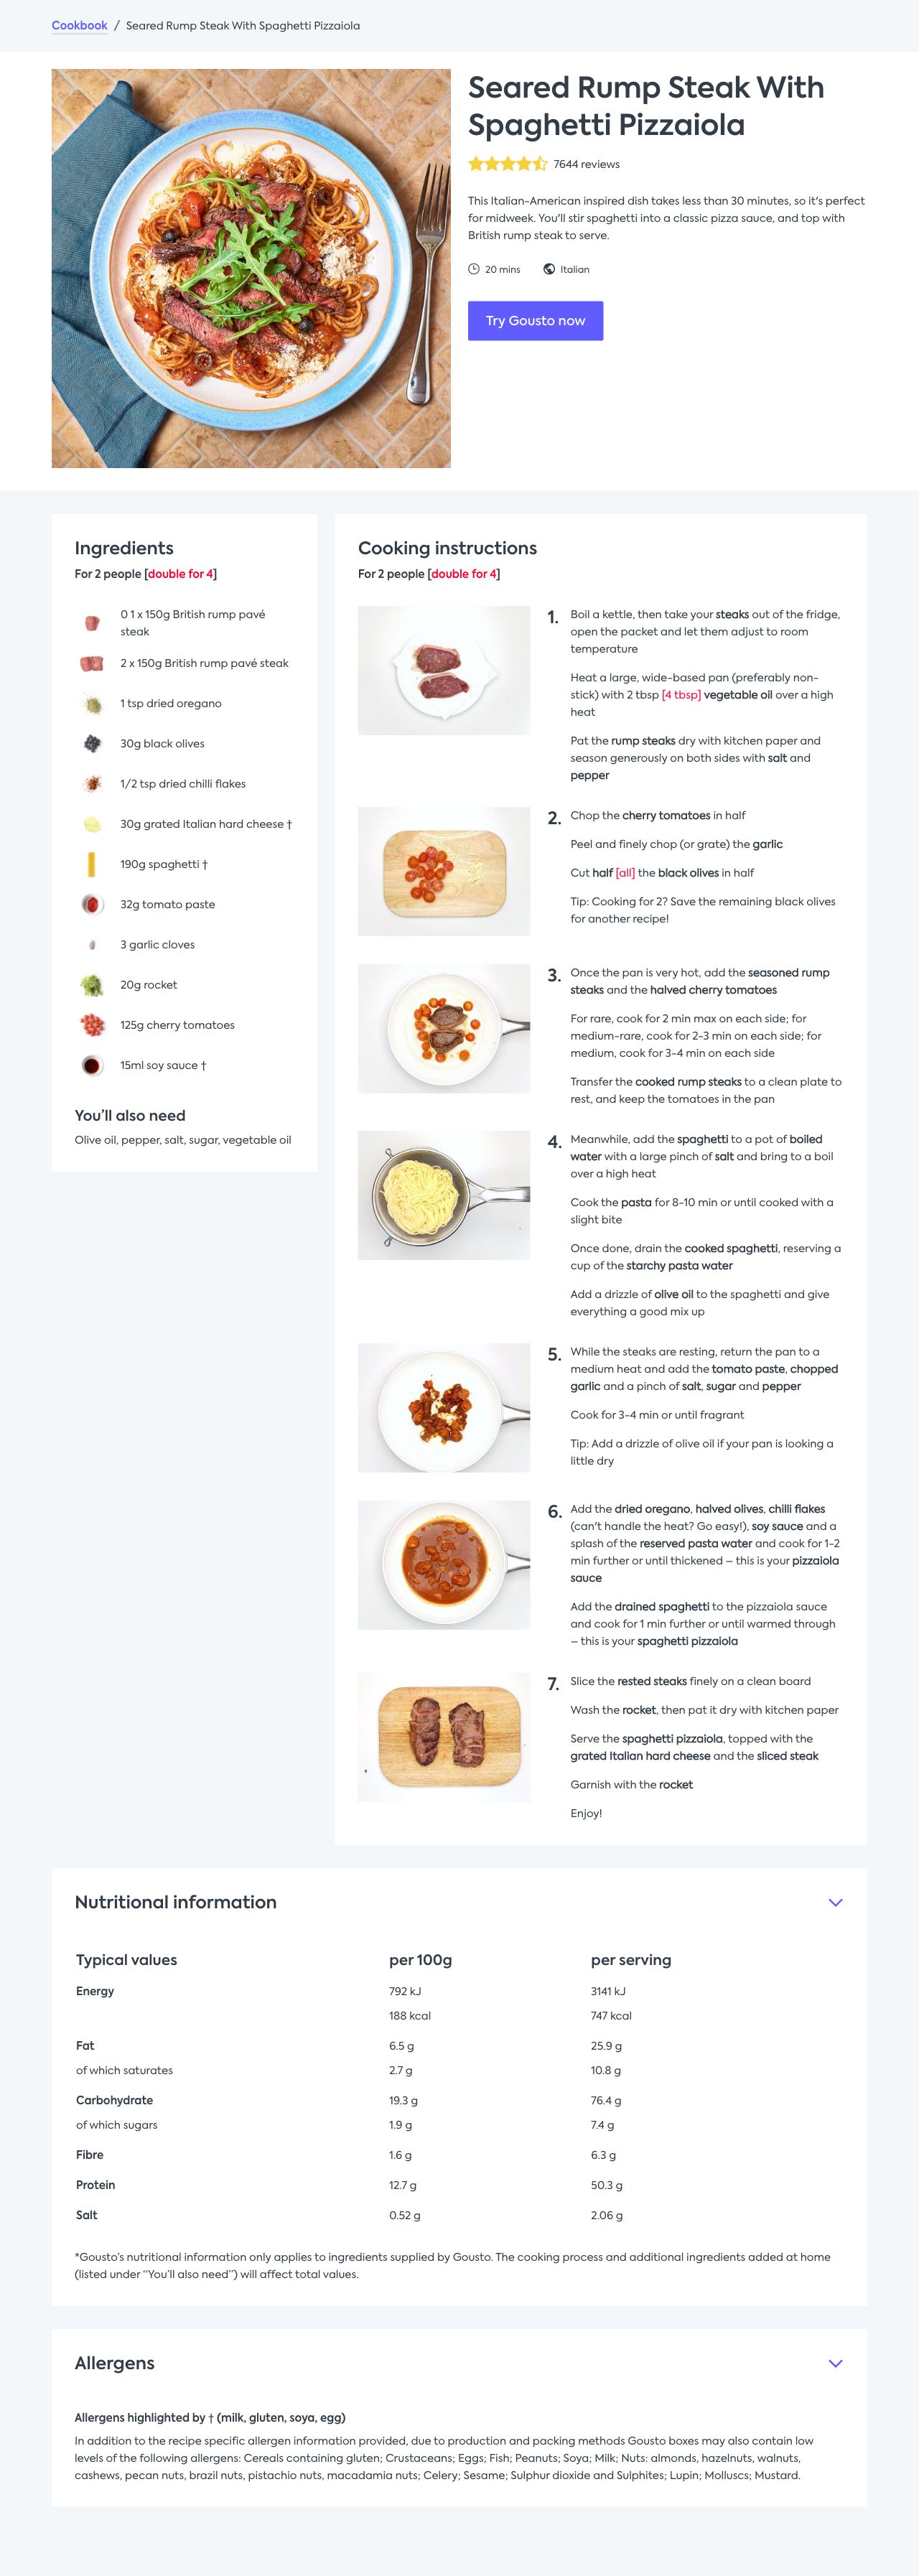 Cookbook / Seared Rump Steak With Spaghetti Pizzaiola
Seared Rump Steak With
Spaghetti Pizzaiola
7644 reviews
This Italian-American inspired dish takes less than 30 minutes, so it's perfect
for midweek. You'll stir spaghetti into a classic pizza sauce, and top with
British rump steak to serve.
20 mins Italian
Try Gousto now
Ingredients
For 2 people [double for 4]
0 1 x 150g British rump pavé
steak
2 x 150g British rump pavé steak
1 tsp dried oregano
30g black olives
1/2 tsp dried chilli flakes
30g grated Italian hard cheese †
190g spaghetti †
32g tomato paste
3 garlic cloves
20g rocket
125g cherry tomatoes
15ml soy sauce †
You'll also need
Olive oil, pepper, salt, sugar, vegetable oil
Cooking instructions
For 2 people [double for 4]
1. Boil a kettle, then take your steaks out of the fridge,
open the packet and let them adjust to room
temperature
Heat a large, wide-based pan (preferably non-
stick) with 2 tbsp [4 tbsp] vegetable oil over a high
heat
Pat the rump steaks dry with kitchen paper and
season generously on both sides with salt and
pepper
2. Chop the cherry tomatoes in half
Peel and finely chop (or grate) the garlic
Cut half [all] the black olives in half
Tip: Cooking for 2? Save the remaining black olives
for another recipe!
3. Once the pan is very hot, add the seasoned rump
steaks and the halved cherry tomatoes
For rare, cook for 2 min max on each side; for
medium-rare, cook for 2-3 min on each side; for
medium, cook for 3-4 min on each side
Transfer the cooked rump steaks to a clean plate to
rest, and keep the tomatoes in the pan
4. Meanwhile, add the spaghetti to a pot of boiled
water with a large pinch of salt and bring to a boil
over a high heat
Cook the pasta for 8-10 min or until cooked with a
slight bite
Once done, drain the cooked spaghetti, reserving a
cup of the starchy pasta water
Add a drizzle of olive oil to the spaghetti and give
everything a good mix up
5. While the steaks are resting, return the pan to a
medium heat and add the tomato paste, chopped
garlic and a pinch of salt, sugar and pepper
Cook for 3-4 min or until fragrant
Tip: Add a drizzle of olive oil if your pan is looking a
little dry
6. Add the dried oregano, halved olives, chilli flakes
(can't handle the heat? Go easy!), soy sauce and a
splash of the reserved pasta water and cook for 1-2
min further or until thickened – this is your pizzaiola
sauce
Add the drained spaghetti to the pizzaiola sauce
and cook for 1 min further or until warmed through
– this is your spaghetti pizzaiola
7. Slice the rested steaks finely on a clean board
Wash the rocket, then pat it dry with kitchen paper
Serve the spaghetti pizzaiola, topped with the
grated Italian hard cheese and the sliced steak
Garnish with the rocket
Enjoy!
Nutritional information
Typical values per 100g per serving
Energy 792 kJ 3141 kJ
188 kcal 747 kcal
Fat 6.5 g 25.9 g
of which saturates 2.7 g 10.8 g
Carbohydrate 19.3 g 76.4 g
of which sugars 1.9 g 7.4 g
Fibre 1.6 g 6.3 g
Protein 12.7 g 50.3 g
Salt 0.52 g 2.06 g
*Gousto's nutritional information only applies to ingredients supplied by Gousto. The cooking process and additional ingredients added at home
(listed under "You'll also need") will affect total values.
Allergens
Allergens highlighted by † (milk, gluten, soya, egg)
In addition to the recipe specific allergen information provided, due to production and packing methods Gousto boxes may also contain low
levels of the following allergens: Cereals containing gluten; Crustaceans; Eggs; Fish; Peanuts; Soya; Milk; Nuts: almonds, hazelnuts, walnuts,
cashews, pecan nuts, brazil nuts, pistachio nuts, macadamia nuts; Celery; Sesame; Sulphur dioxide and Sulphites; Lupin; Molluscs; Mustard.